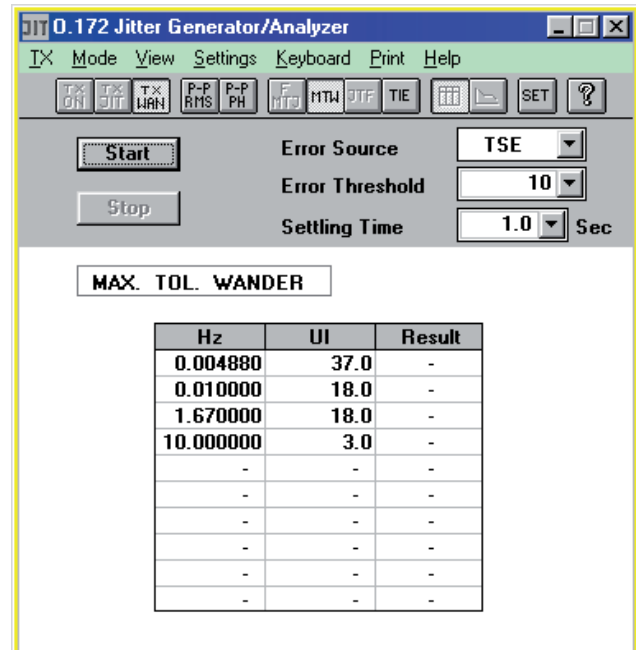 JIT 0.172 Jitter Generator/Analyzer
TX Mode View Settings Keyboard Print Help
TX ON TX JIT TX WAN P-P RMS P-P PH F MTJ MTW JTF TIE SET ?
Start Error Source TSE
Error Threshold 10
Stop
Settling Time 1.0 Sec
MAX. TOL. WANDER
Hz UI Result
0.004880 37.0 -
0.010000 18.0 -
1.670000 18.0 -
10.000000 3.0 -
- - -
- - -
- - -
- - -
- - -
- - -